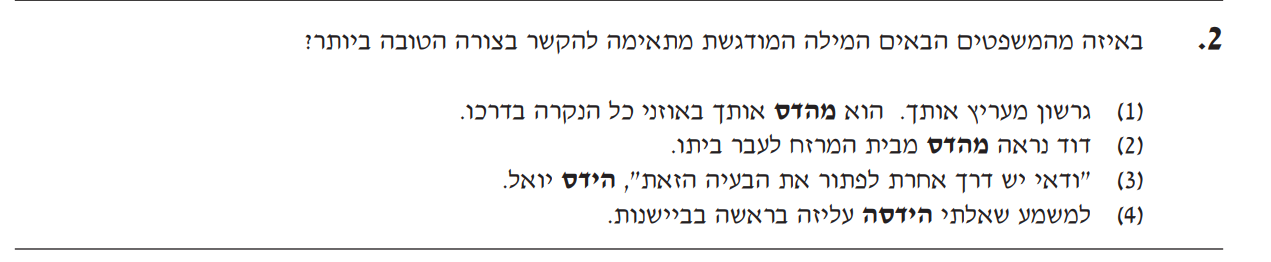 2. באיזה מהמשפטים הבאים המילה המודגשת מתאימה להקשר בצורה הטובה ביותר?
(1) גרשון מעריץ אותך. הוא מהדס אותך באוזני כל הנקרה בדרכו.
(2) דוד נראה מהדס מבית המרזח לעבר ביתו.
(3) "ודאי יש דרך אחרת לפתור את הבעיה הזאת", הידס יואל.
(4) למשמע שאלתי הידסה עליזה בראשה בביישנות.